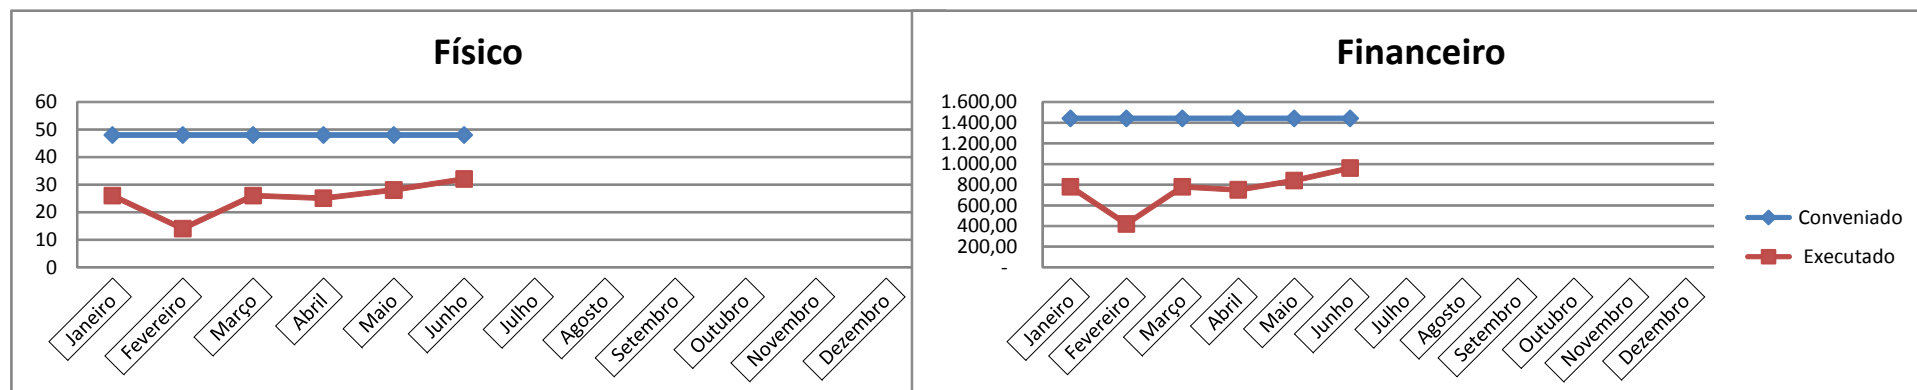 Físico
60
50
40
30
20
10
0
Janeiro
Fevereiro
Março
Abril
Maio
Junho
Julho
Agosto
Setembro
Outubro
Novembro
Dezembro
Financeiro
1.600,00
1.400,00
1.200,00
1.000,00
800,00
600,00
400,00
200,00
-
Janeiro
Fevereiro
Março
Abril
Maio
Junho
Julho
Agosto
Setembro
Outubro
Novembro
Dezembro
Conveniado
Executado